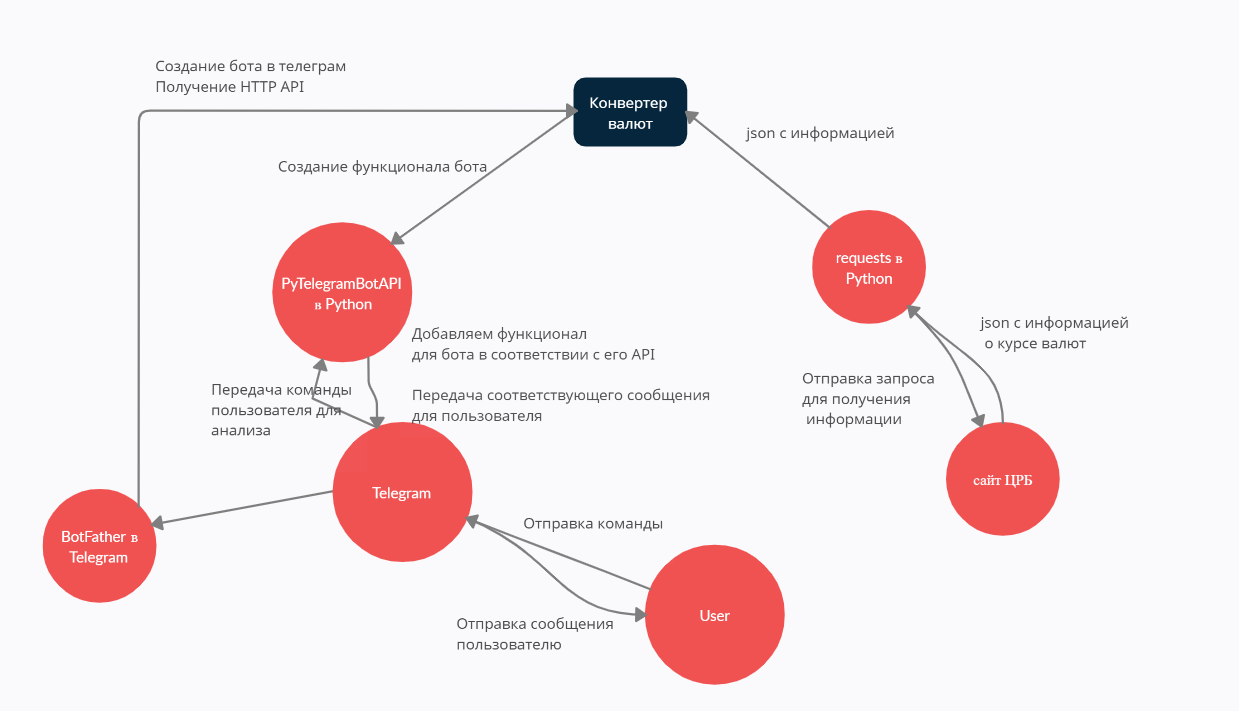 Создание бота в телеграм
Получение HTTP API
Конвертер
валют
json с информацией
Создание функционала бота
requests в
Python
PyTelegramBotAPI
в Python
json с информацией
о курсе валют
Добавляем функционал
для бота в соответствии с его API
Отправка запроса
для получения
информации
Передача команды
пользователя для
анализа
Передача соответствующего сообщения
для пользователя
Telegram
сайт ЦРБ
BotFather в
Telegram
Отправка команды
User
Отправка сообщения
пользователю